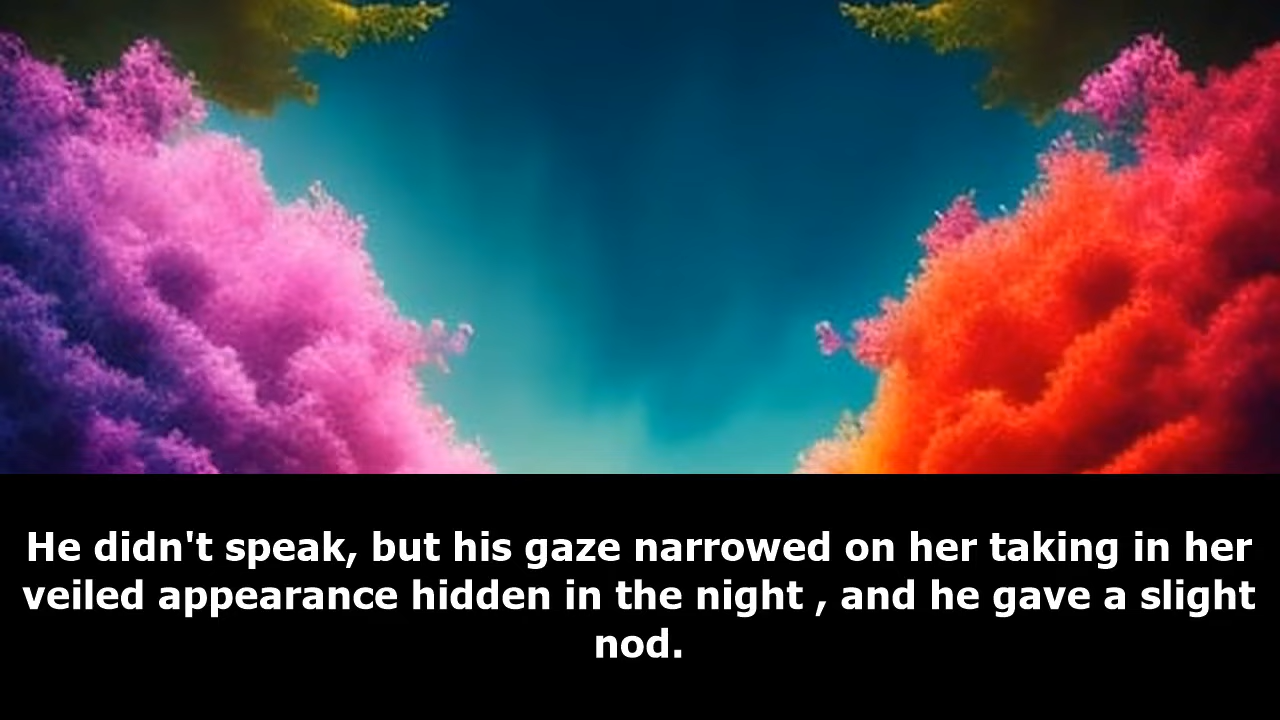 He didn't speak, but his gaze narrowed on her taking in her
veiled appearance hidden in the night , and he gave a slight
nod.